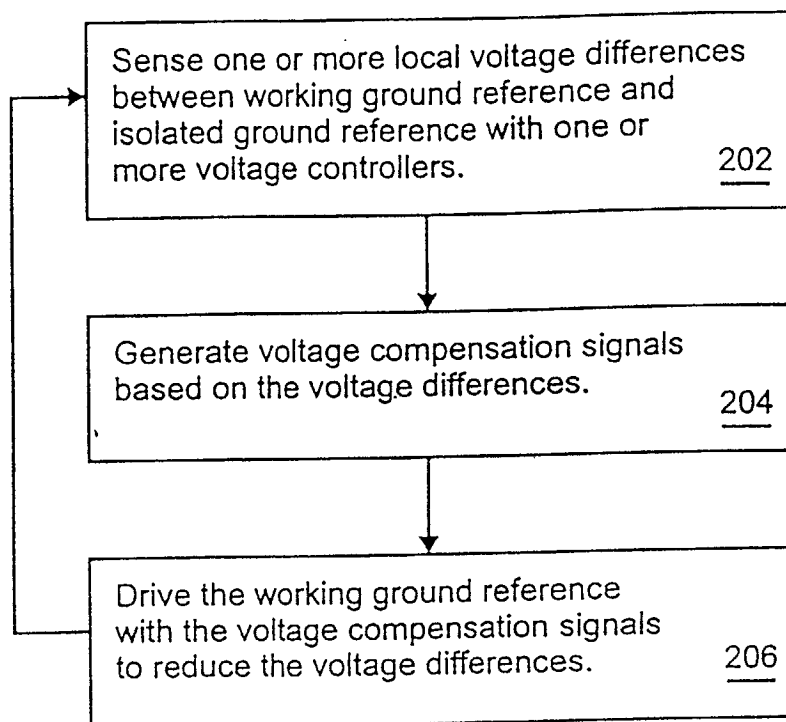 Sense one or more local voltage differences
between working ground reference and
isolated ground reference with one or
more voltage controllers.
202
Generate voltage compensation signals
based on the voltage differences.
204
Drive the working ground reference
with the voltage compensation signals
to reduce the voltage differences.
206